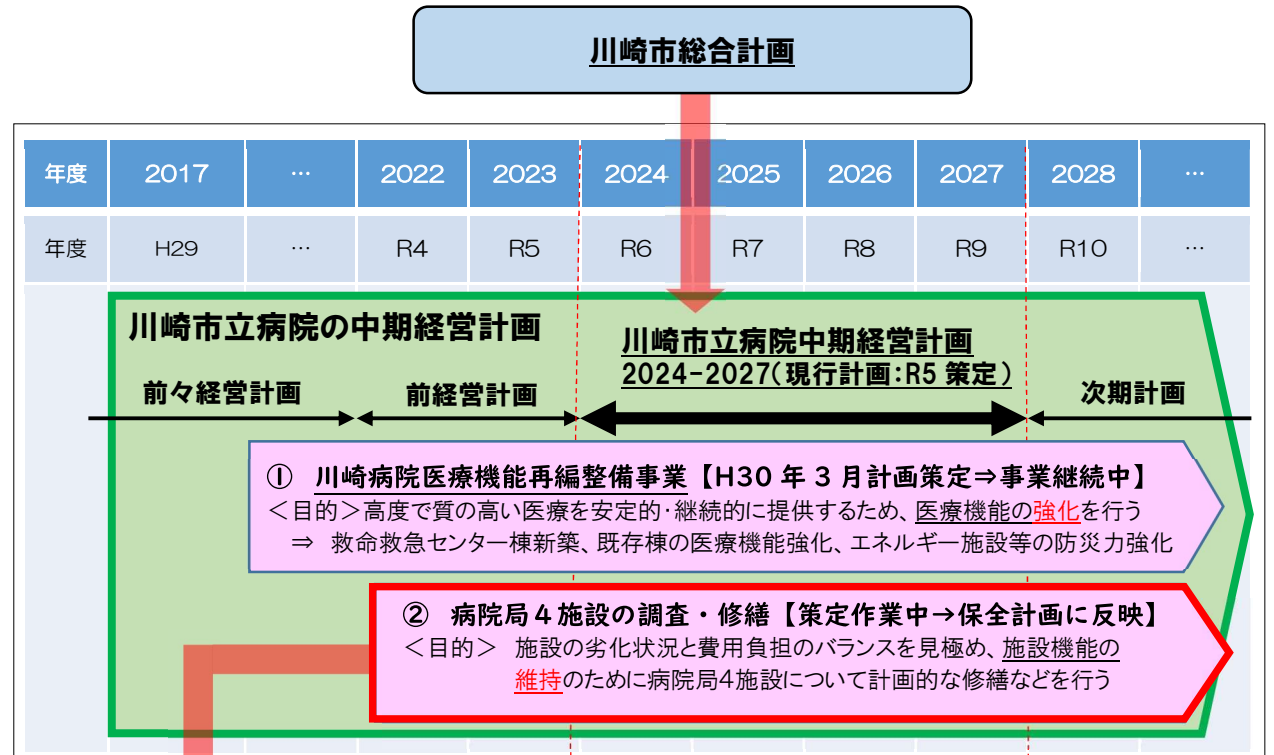 川崎市総合計画
年度 2017 … 2022 2023 2024 2025 2026 2027 2028 …
年度 H29 … R4 R5 R6 R7 R8 R9 R10 …
川崎市立病院の中期経営計画
川崎市立病院中期経営計画
2024-2027(現行計画:R5 策定)
前々経営計画 前経営計画 次期計画
① 川崎病院医療機能再編整備事業【H30 年 3 月計画策定⇒事業継続中】
<目的>高度で質の高い医療を安定的・継続的に提供するため、医療機能の強化を行う
⇒ 救命救急センター棟新築、既存棟の医療機能強化、エネルギー施設等の防災力強化
② 病院局4施設の調査・修繕【策定作業中→保全計画に反映】
<目的> 施設の劣化状況と費用負担のバランスを見極め、施設機能の
維持のために病院局4施設について計画的な修繕などを行う